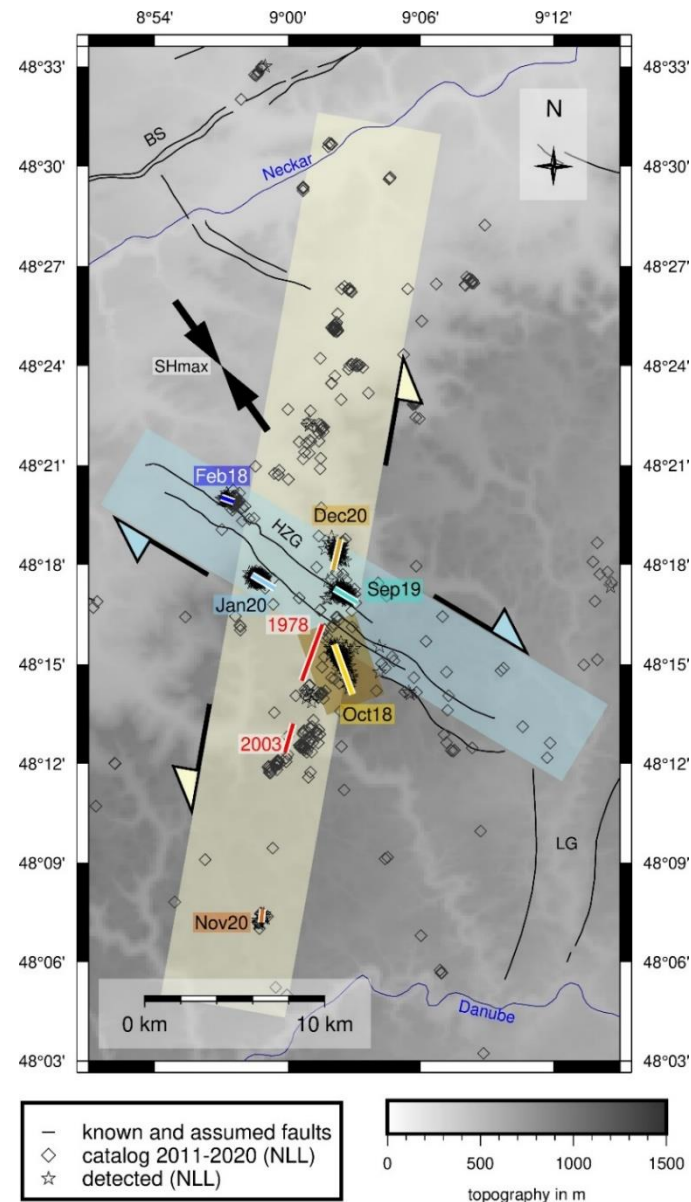 8°54' 9°00' 9°06' 9°12'
48°33' 48°33'
BS
N
48°30' Neckar 48°30'
48°27' 48°27'
48°24' 48°24'
SHmax
48°21' 48°21'
Feb18
HZG
Dec20
48°18' 48°18'
Jan20 Sep19
1978
48°15' 48°15'
Oct18
2003
48°12' 48°12'
LG
48°09' 48°09'
Nov20
48°06' 48°06'
0 km 10 km
Danube
48°03' 48°03'
known and assumed faults
catalog 2011-2020 (NLL)
detected (NLL)
0 500 1000 1500
topography in m